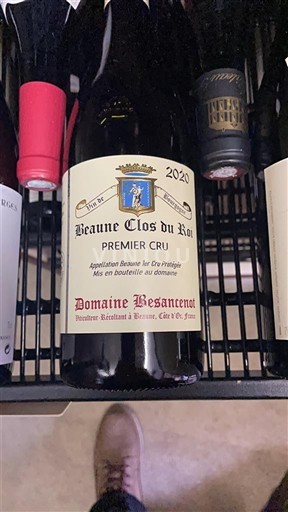 2020
Vin de Bourgogne
Beaune Clos du Roi
PREMIER CRU
Appellation Beaune 1er Cru Protégée
Mis en bouteille au domaine
Domaine Besancenot
Viticulteur-Récoltant à Beaune, Côte d'Or, France